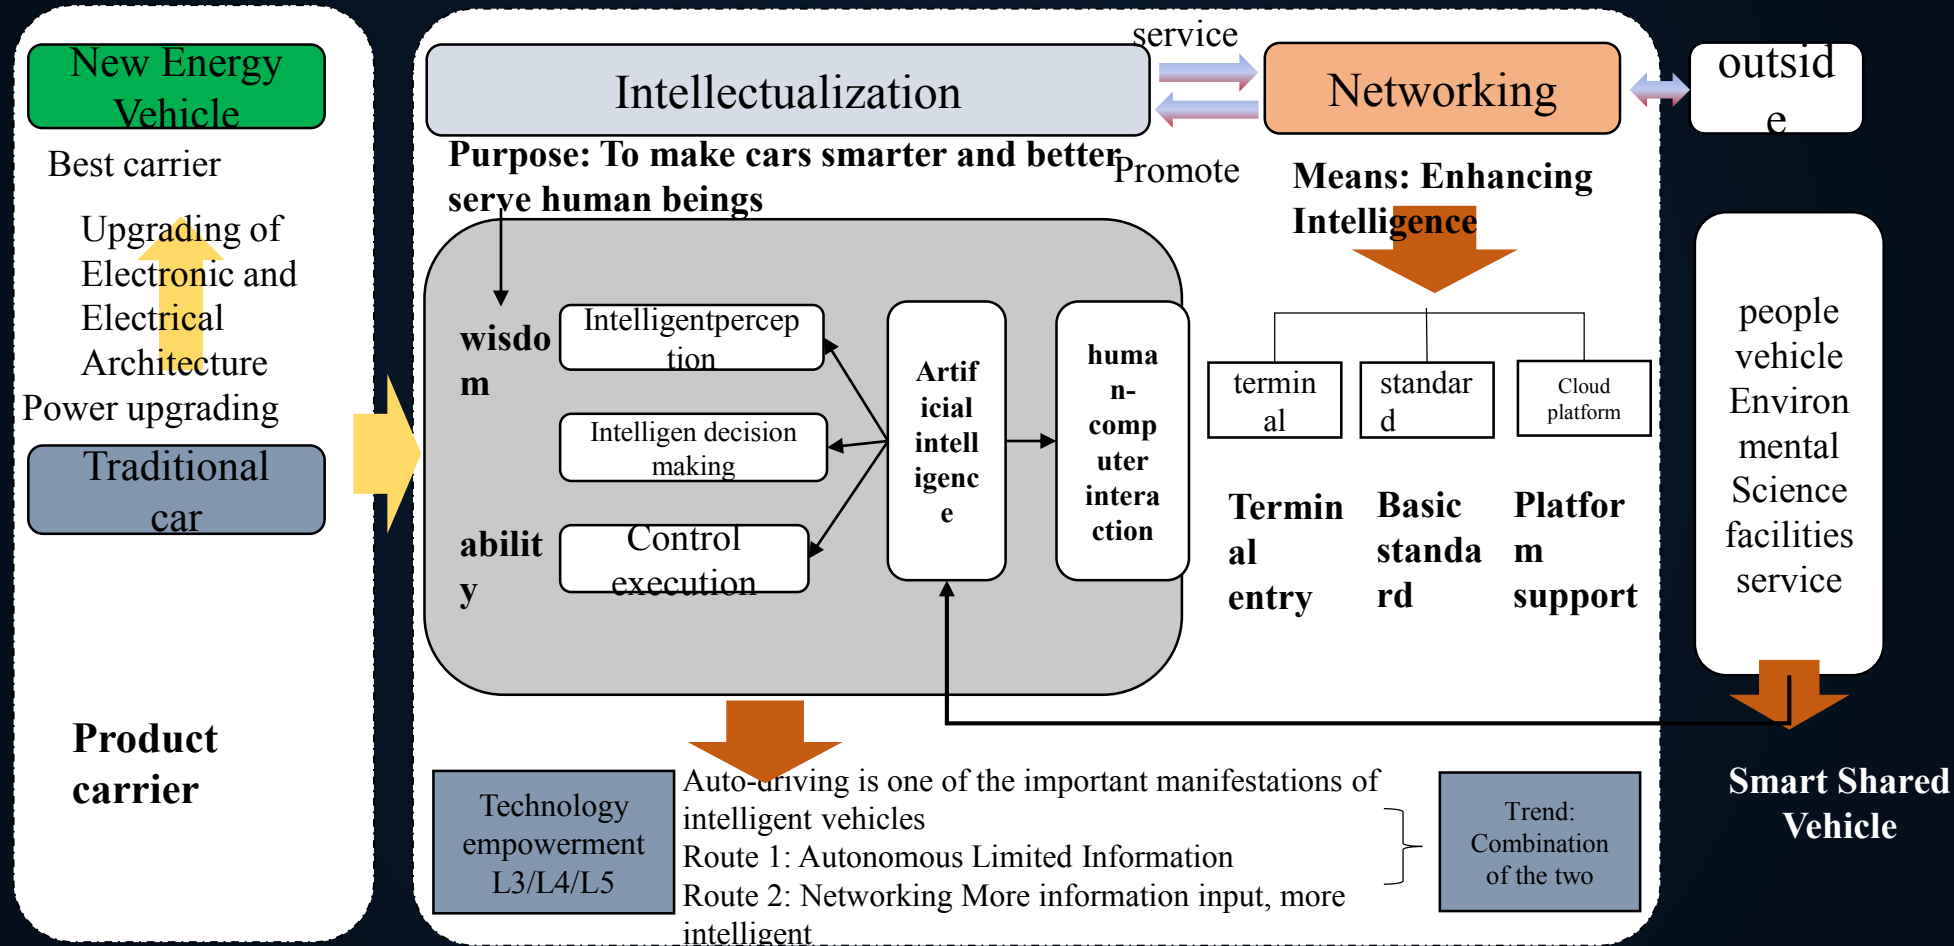 New Energy
Vehicle
Best carrier
Upgrading of
Electronic and
Electrical
Architecture
Power upgrading
Traditional
car
Product
carrier
Intellectualization
service
Promote
Networking
outsid
e
Purpose: To make cars smarter and better
serve human beings
Means: Enhancing
Intelligence
wisdo
m
abilit
y
Intelligentpercep
tion
Intelligen decision
making
Control
execution
Artif
icial
intell
igenc
e
huma
n-
comp
uter
intera
ction
termin
al
standar
d
Cloud
platform
Termin
al
entry
Basic
standa
rd
Platfor
m
support
people
vehicle
Environ
mental
Science
facilities
service
Technology
empowerment
L3/L4/L5
Auto-driving is one of the important manifestations of
intelligent vehicles
Route 1: Autonomous Limited Information
Route 2: Networking More information input, more
intelligent
Trend:
Combination
of the two
Smart Shared
Vehicle